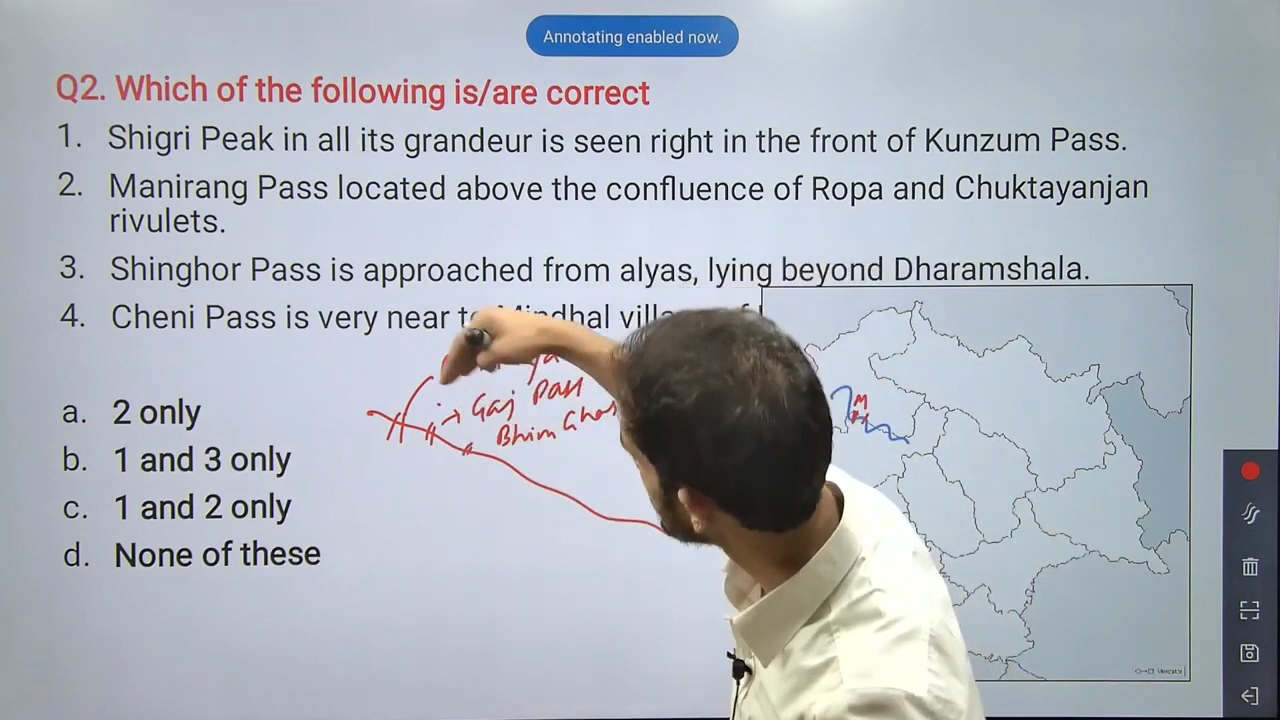 Annotating enabled now.
Q2. Which of the following is/are correct
1. Shigri Peak in all its grandeur is seen right in the front of Kunzum Pass.
2. Manirang Pass located above the confluence of Ropa and Chuktayanjan
rivulets.
3. Shinghor Pass is approached from alyas, lying beyond Dharamshala.
4. Cheni Pass is very near
Gaj Pass
Bhim
M
a. 2 only
b. 1 and 3 only
c. 1 and 2 only
d. None of these